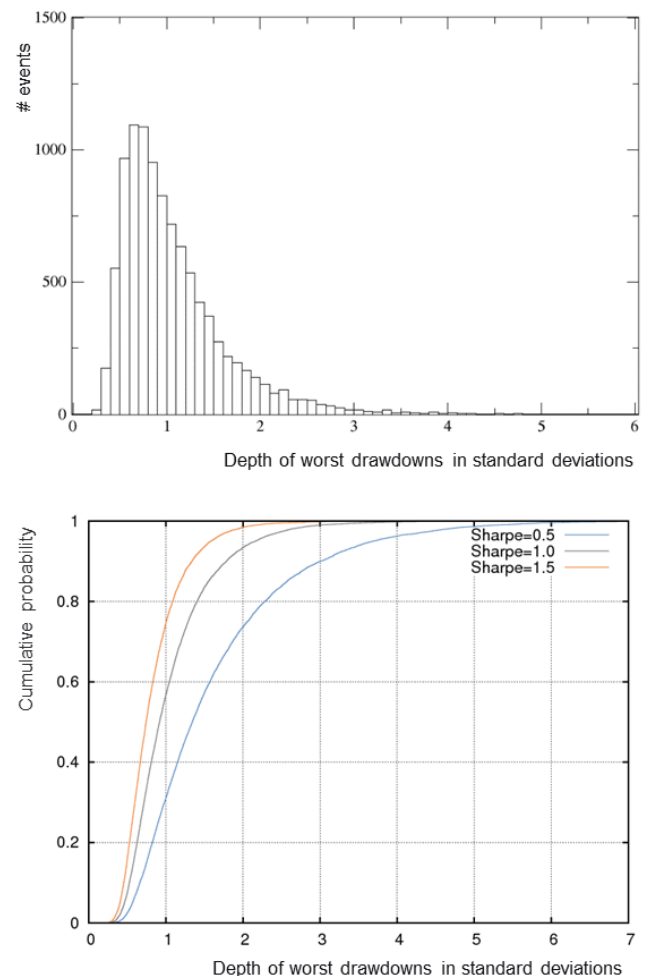 1500
# events
1000
500
0
0 1 2 3 4 5 6
Depth of worst drawdowns in standard deviations
1
Sharpe=0.5
Sharpe=1.0
Sharpe=1.5
Cumulative probability
0.8
0.6
0.4
0.2
0
0 1 2 3 4 5 6 7
Depth of worst drawdowns in standard deviations